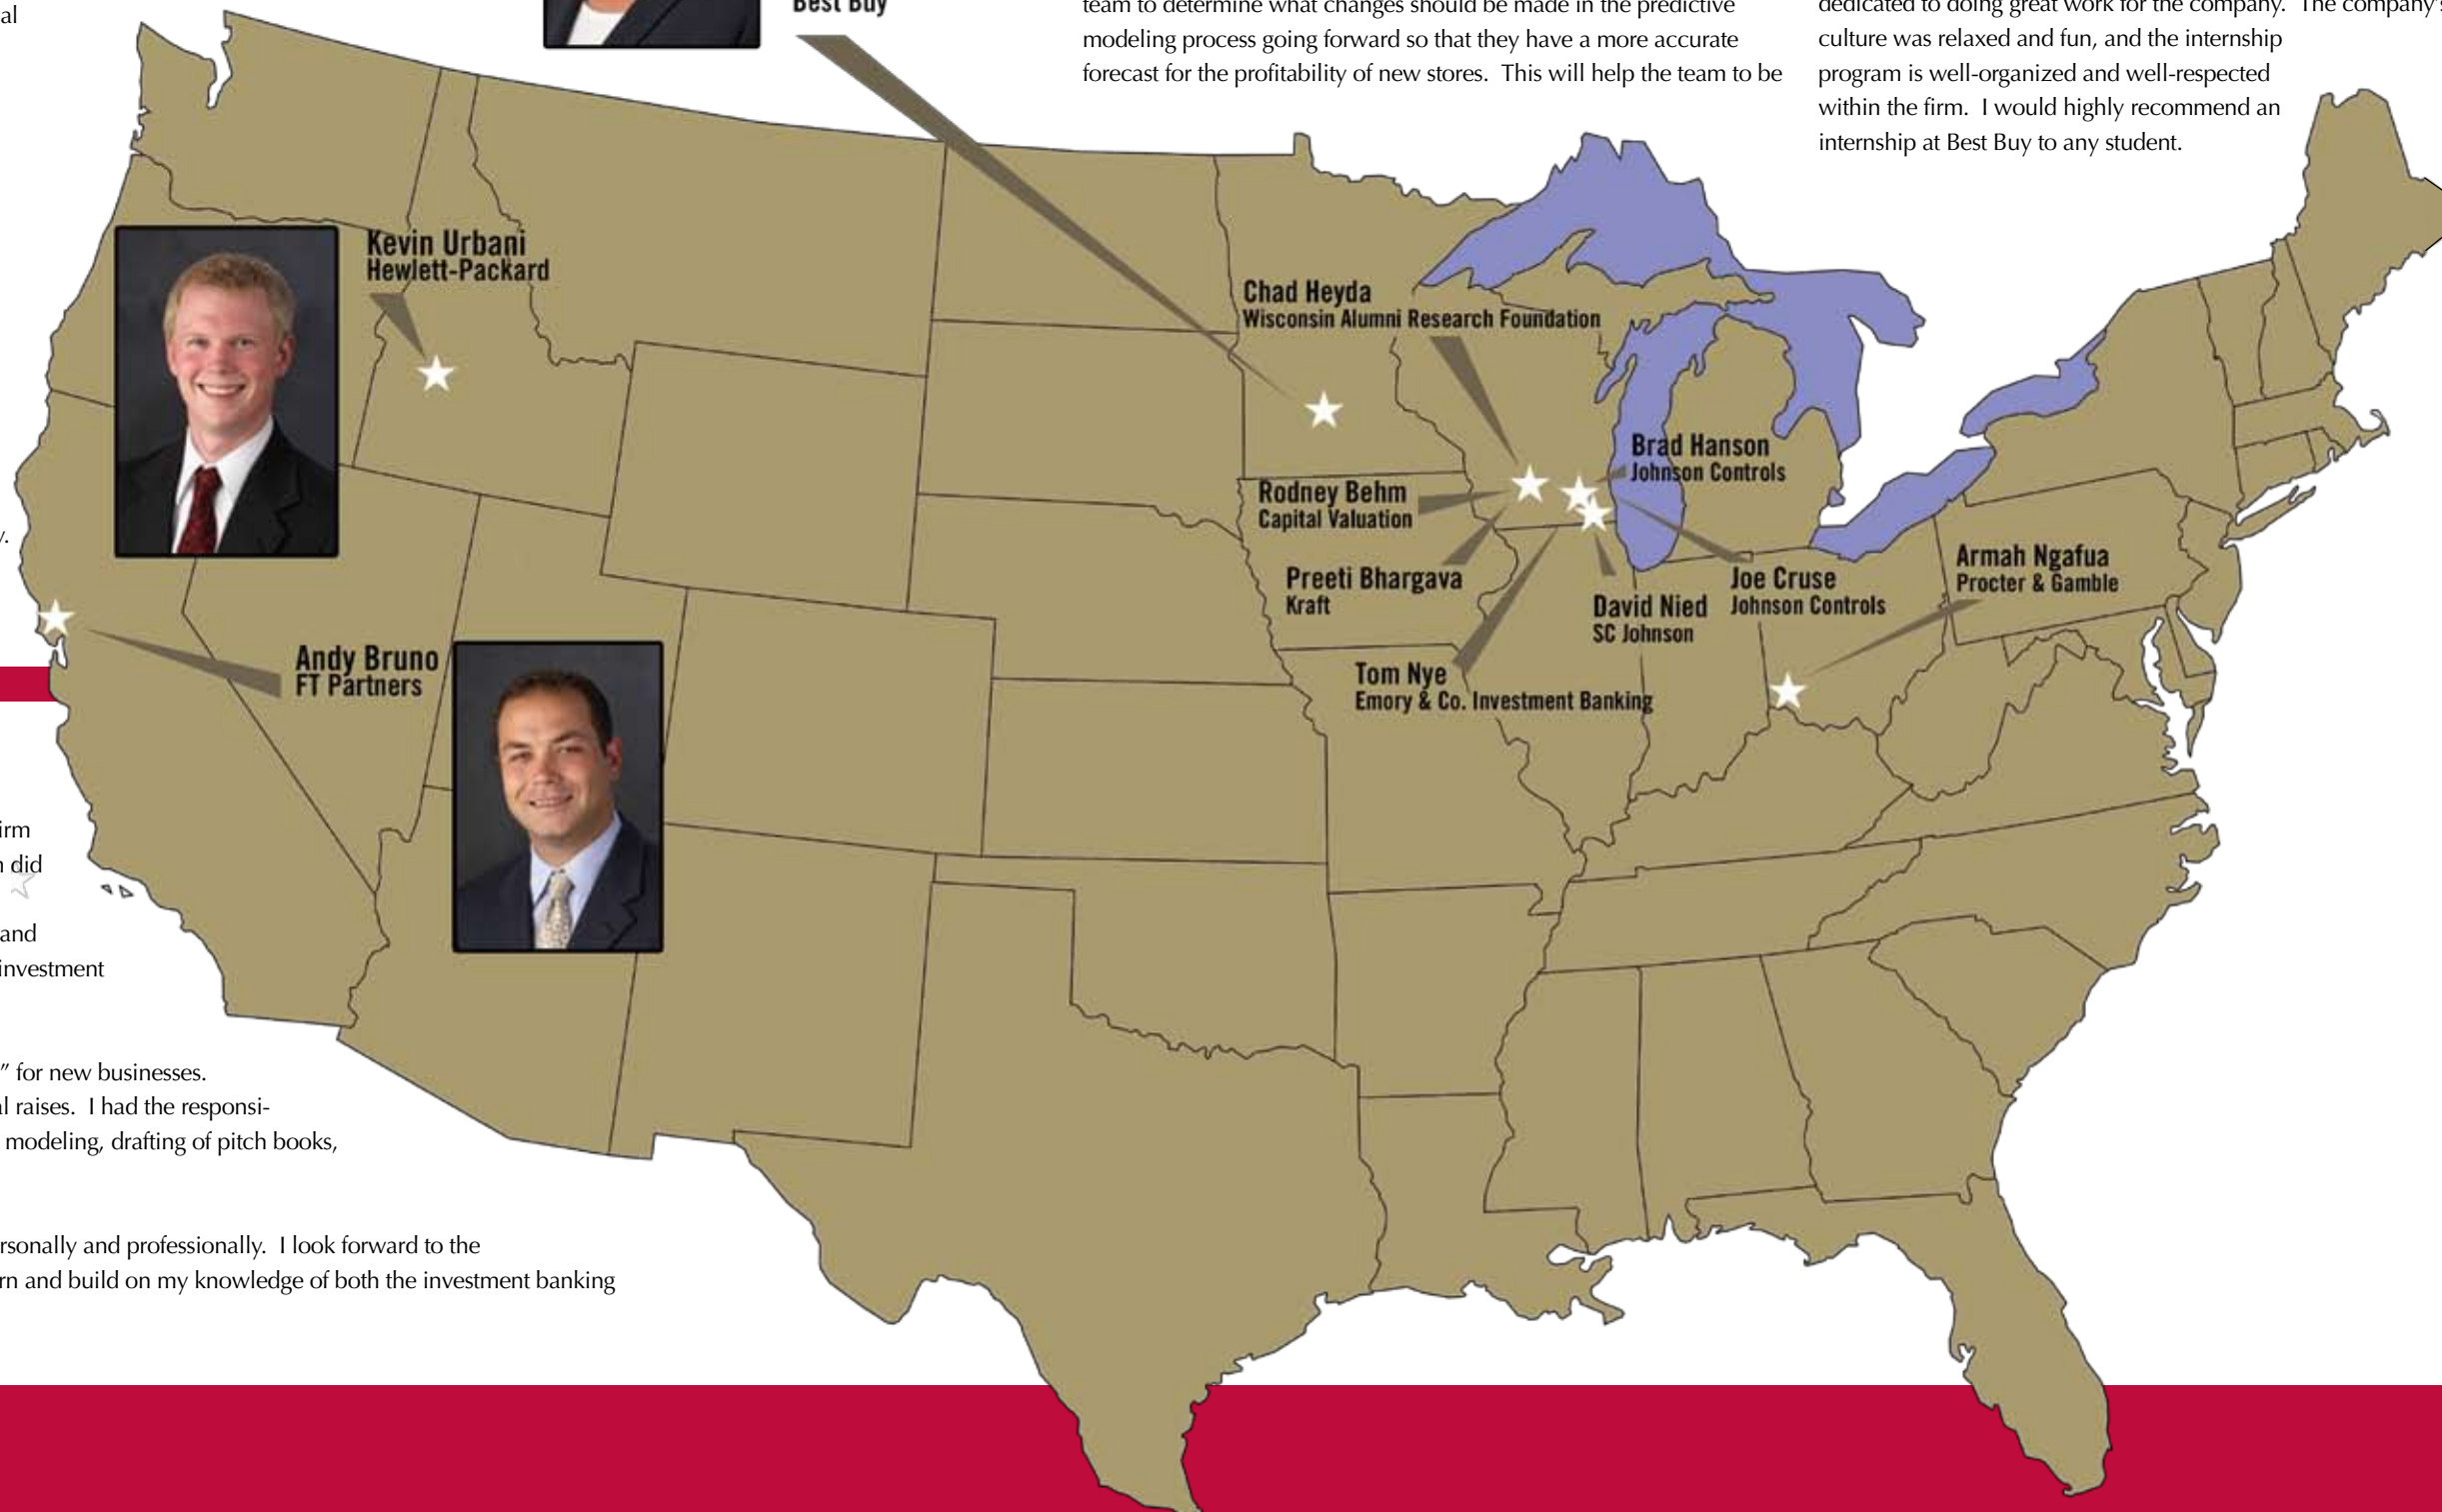 al
Best Buy
team to determine what changes should be made in the predictive
modeling process going forward so that they have a more accurate
forecast for the profitability of new stores. This will help the team to be
dedicated to doing great work for the company. The company's
culture was relaxed and fun, and the internship
program is well-organized and well-respected
within the firm. I would highly recommend an
internship at Best Buy to any student.
Kevin Urbani
Hewlett-Packard
Chad Heyda
Wisconsin Alumni Research Foundation
Brad Hanson
Johnson Controls
Rodney Behm
Capital Valuation
Preeti Bhargava
Kraft
David Nied
SC Johnson
Joe Cruse
Johnson Controls
Armah Ngafua
Procter & Gamble
Tom Nye
Emory & Co. Investment Banking
Andy Bruno
FT Partners
did
and
investment
" for new businesses.
raises. I had the responsi-
modeling, drafting of pitch books,
rsonally and professionally. I look forward to the
rn and build on my knowledge of both the investment banking